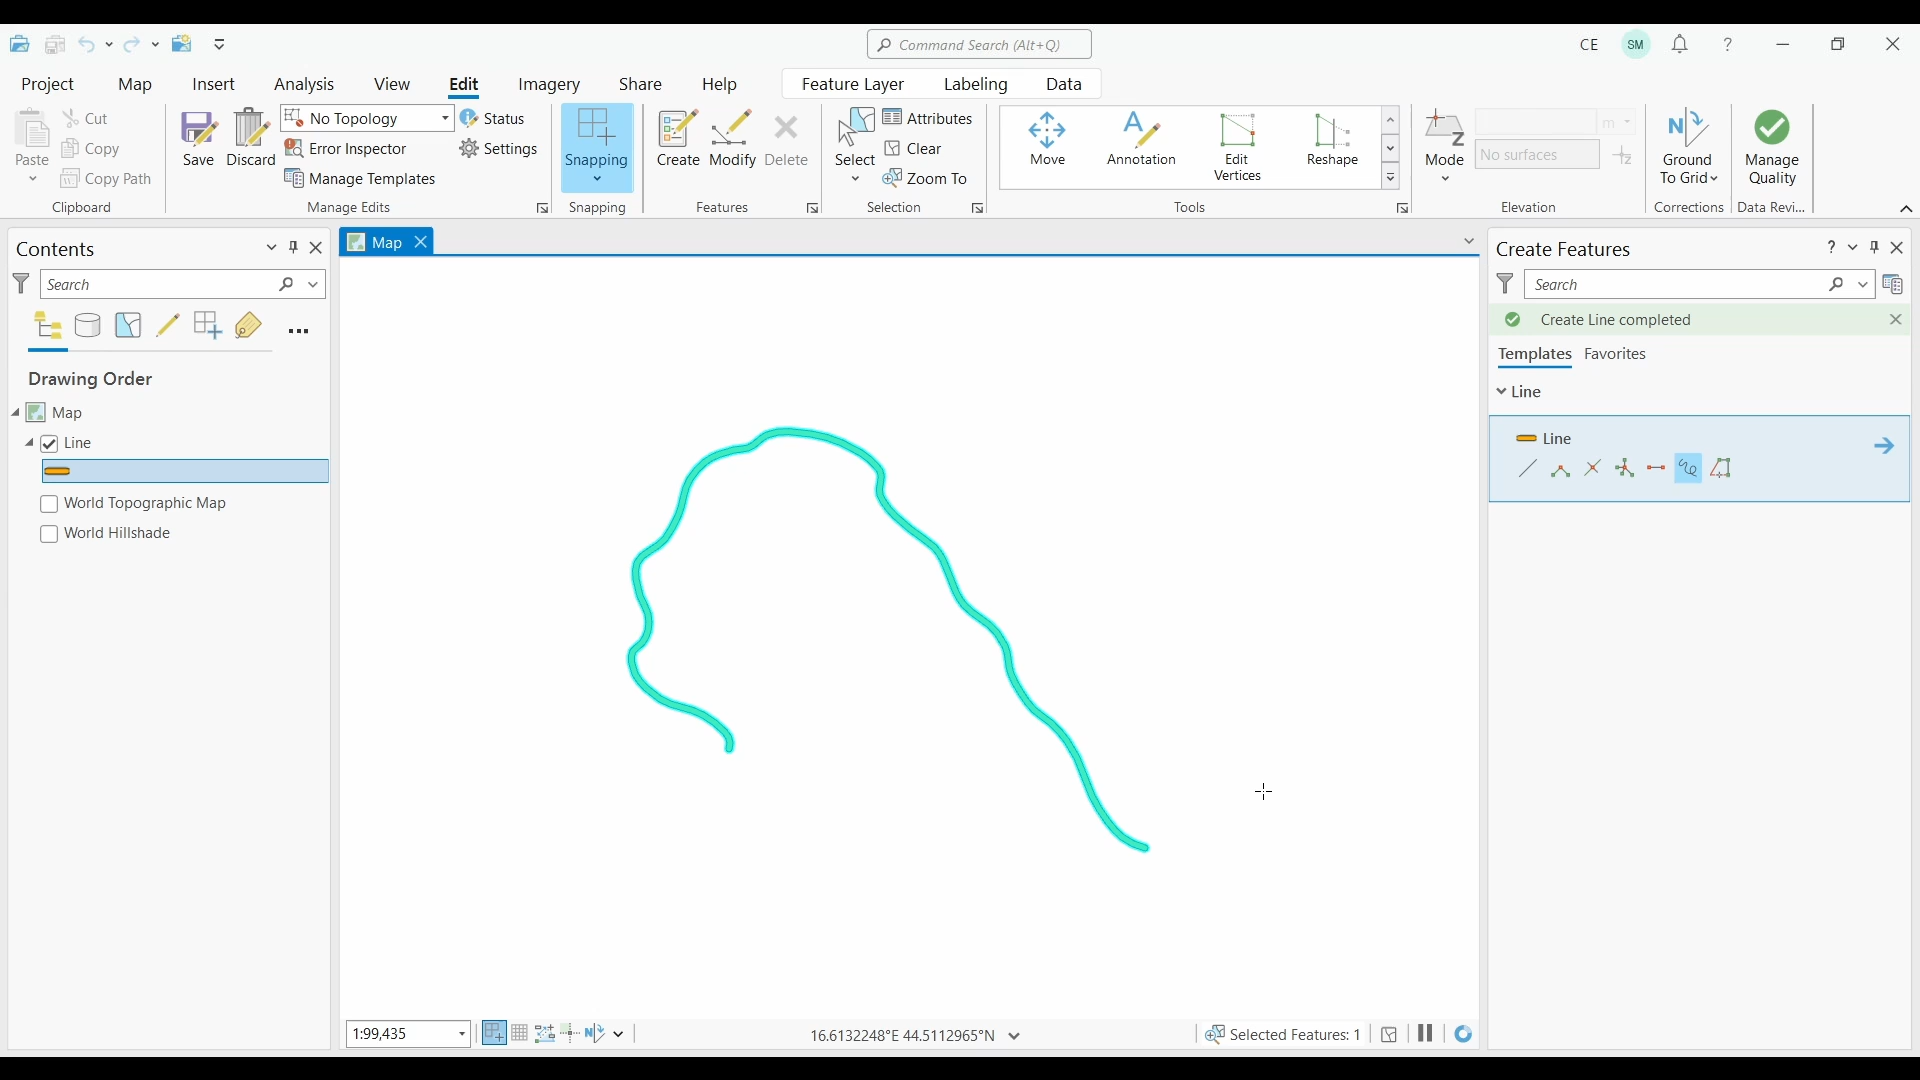 Command Search (Alt+Q)
CE
SM
?
Project Map Insert Analysis View Edit Imagery Share Help Feature Layer Labeling Data
Paste
Cut
Copy
Copy Path
Clipboard
Save
Discard
No Topology
Error Inspector
Manage Templates
Status
Settings
Manage Edits
Snapping
Snapping
Create
Modify
Delete
Features
Select
Attributes
Clear
Zoom To
Selection
Move
Annotation
Edit
Vertices
Reshape
Tools
Mode
m
No surfaces
Elevation
Ground
To Grid
Corrections
Manage
Quality
Data Revi...
Contents
Search
Drawing Order
Map
Line
World Topographic Map
World Hillshade
Map
1:99,435
16.6132248°E 44.5112965°N
Selected Features: 1
Create Features
?
Search
Create Line completed
Templates Favorites
Line
Line